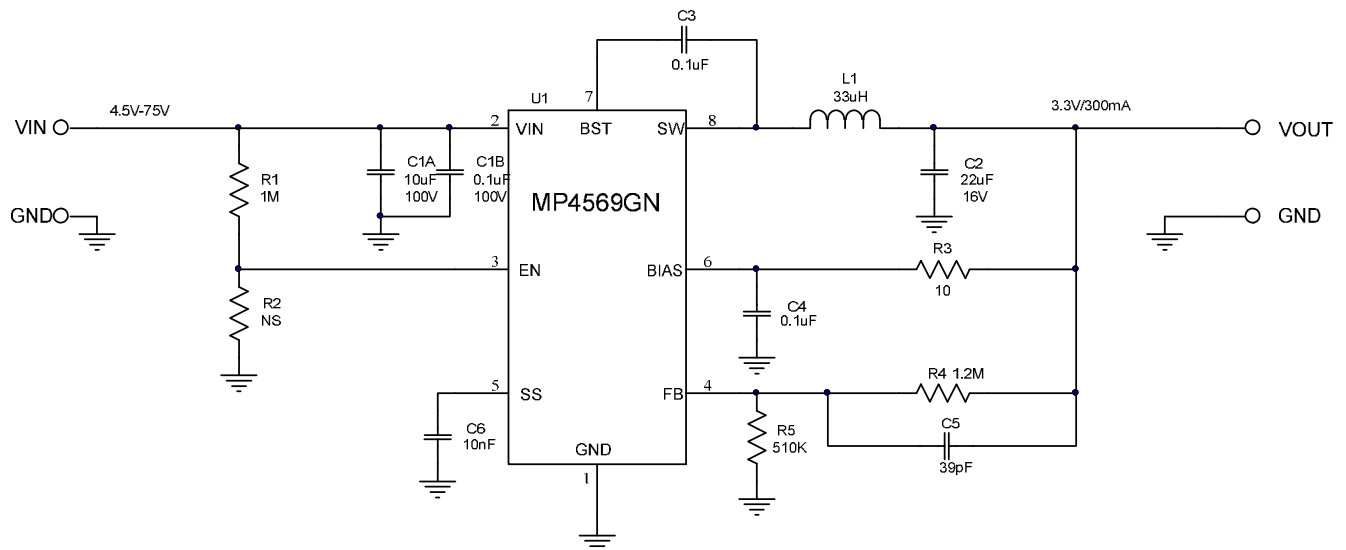 C3
0.1uF
L1
33uH
4.5V-75V
3.3V/300mA
VIN
VOUT
U1
7
2
VIN
BST
SW
8
C1A
10uF
100V
C1B
0.1uF
100V
R1
1M
C2
22uF
16V
MP4569GN
GND
GND
3
EN
BIAS
6
R3
10
R2
NS
C4
0.1uF
5
SS
FB
4
R4 1.2M
C6
10nF
R5
510K
C5
39pF
GND
1